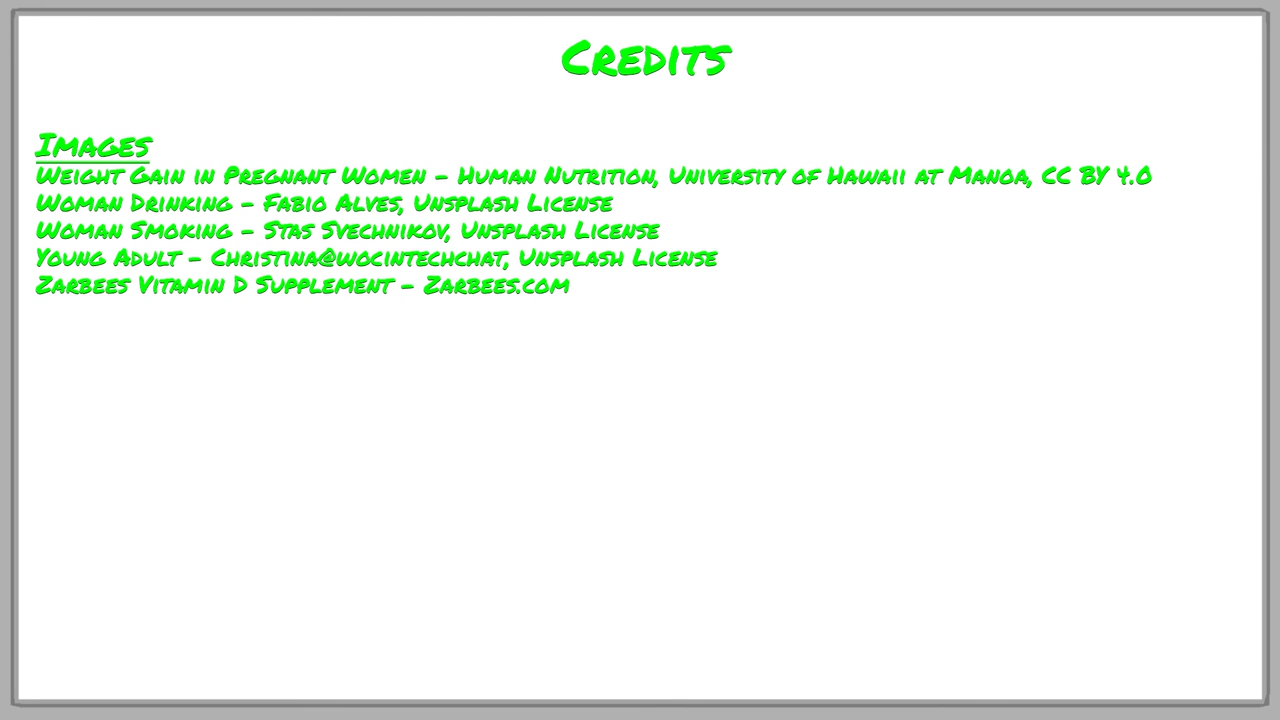 Credits
Images
Weight Gain in Pregnant Women - Human Nutrition, University of Hawaii at Manoa, CC BY 4.0
Woman Drinking - Fabio Alves, Unsplash License
Woman Smoking - Stas Svechnikov, Unsplash License
Young Adult - Christina@wocintechchat, Unsplash License
Zarbees Vitamin D Supplement - Zarbees.com